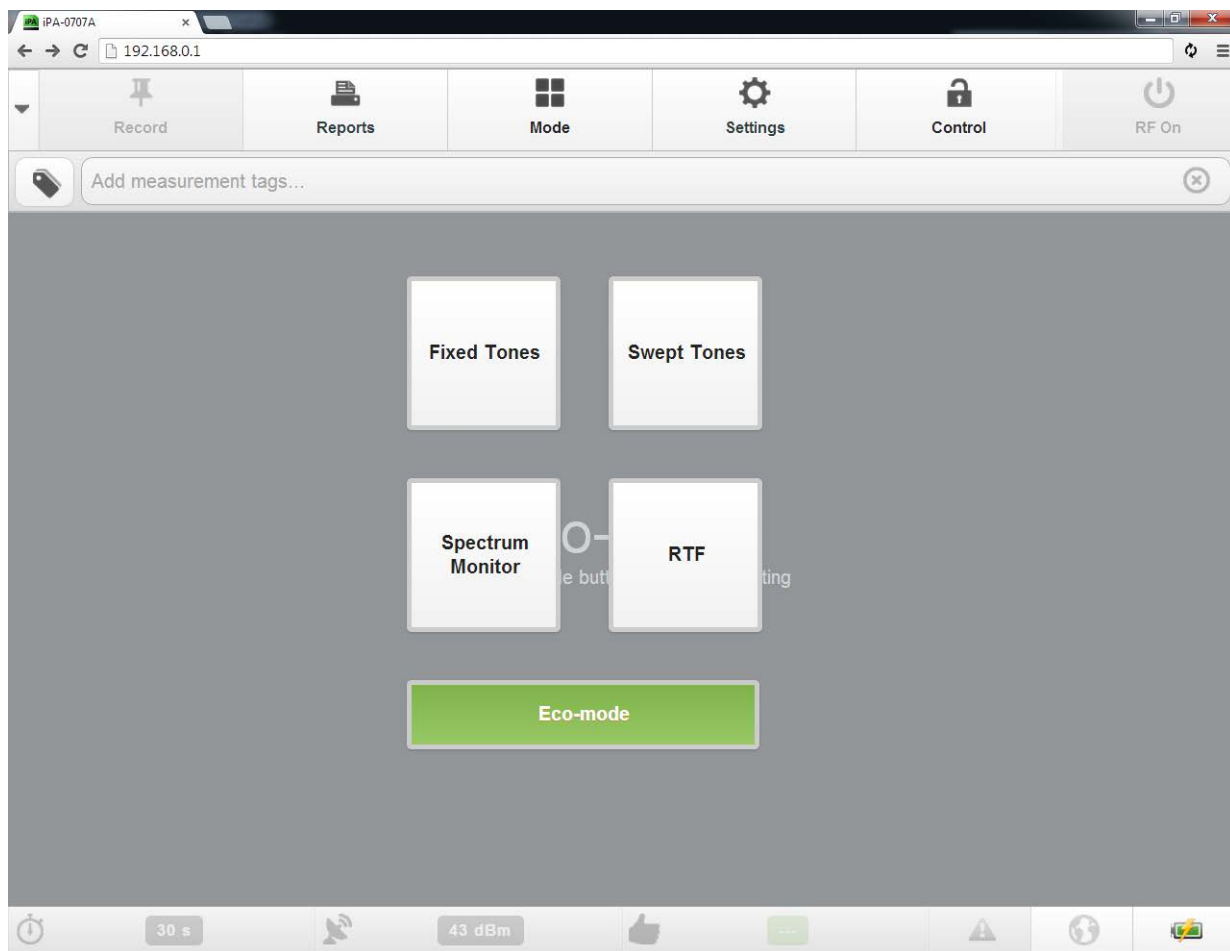 iPA iPA-0707A
192.168.0.1
Record Reports Mode Settings Control RF On
Add measurement tags...
Fixed Tones Swept Tones
Spectrum
Monitor
RTF
Eco-mode
30 s 43 dBm ---